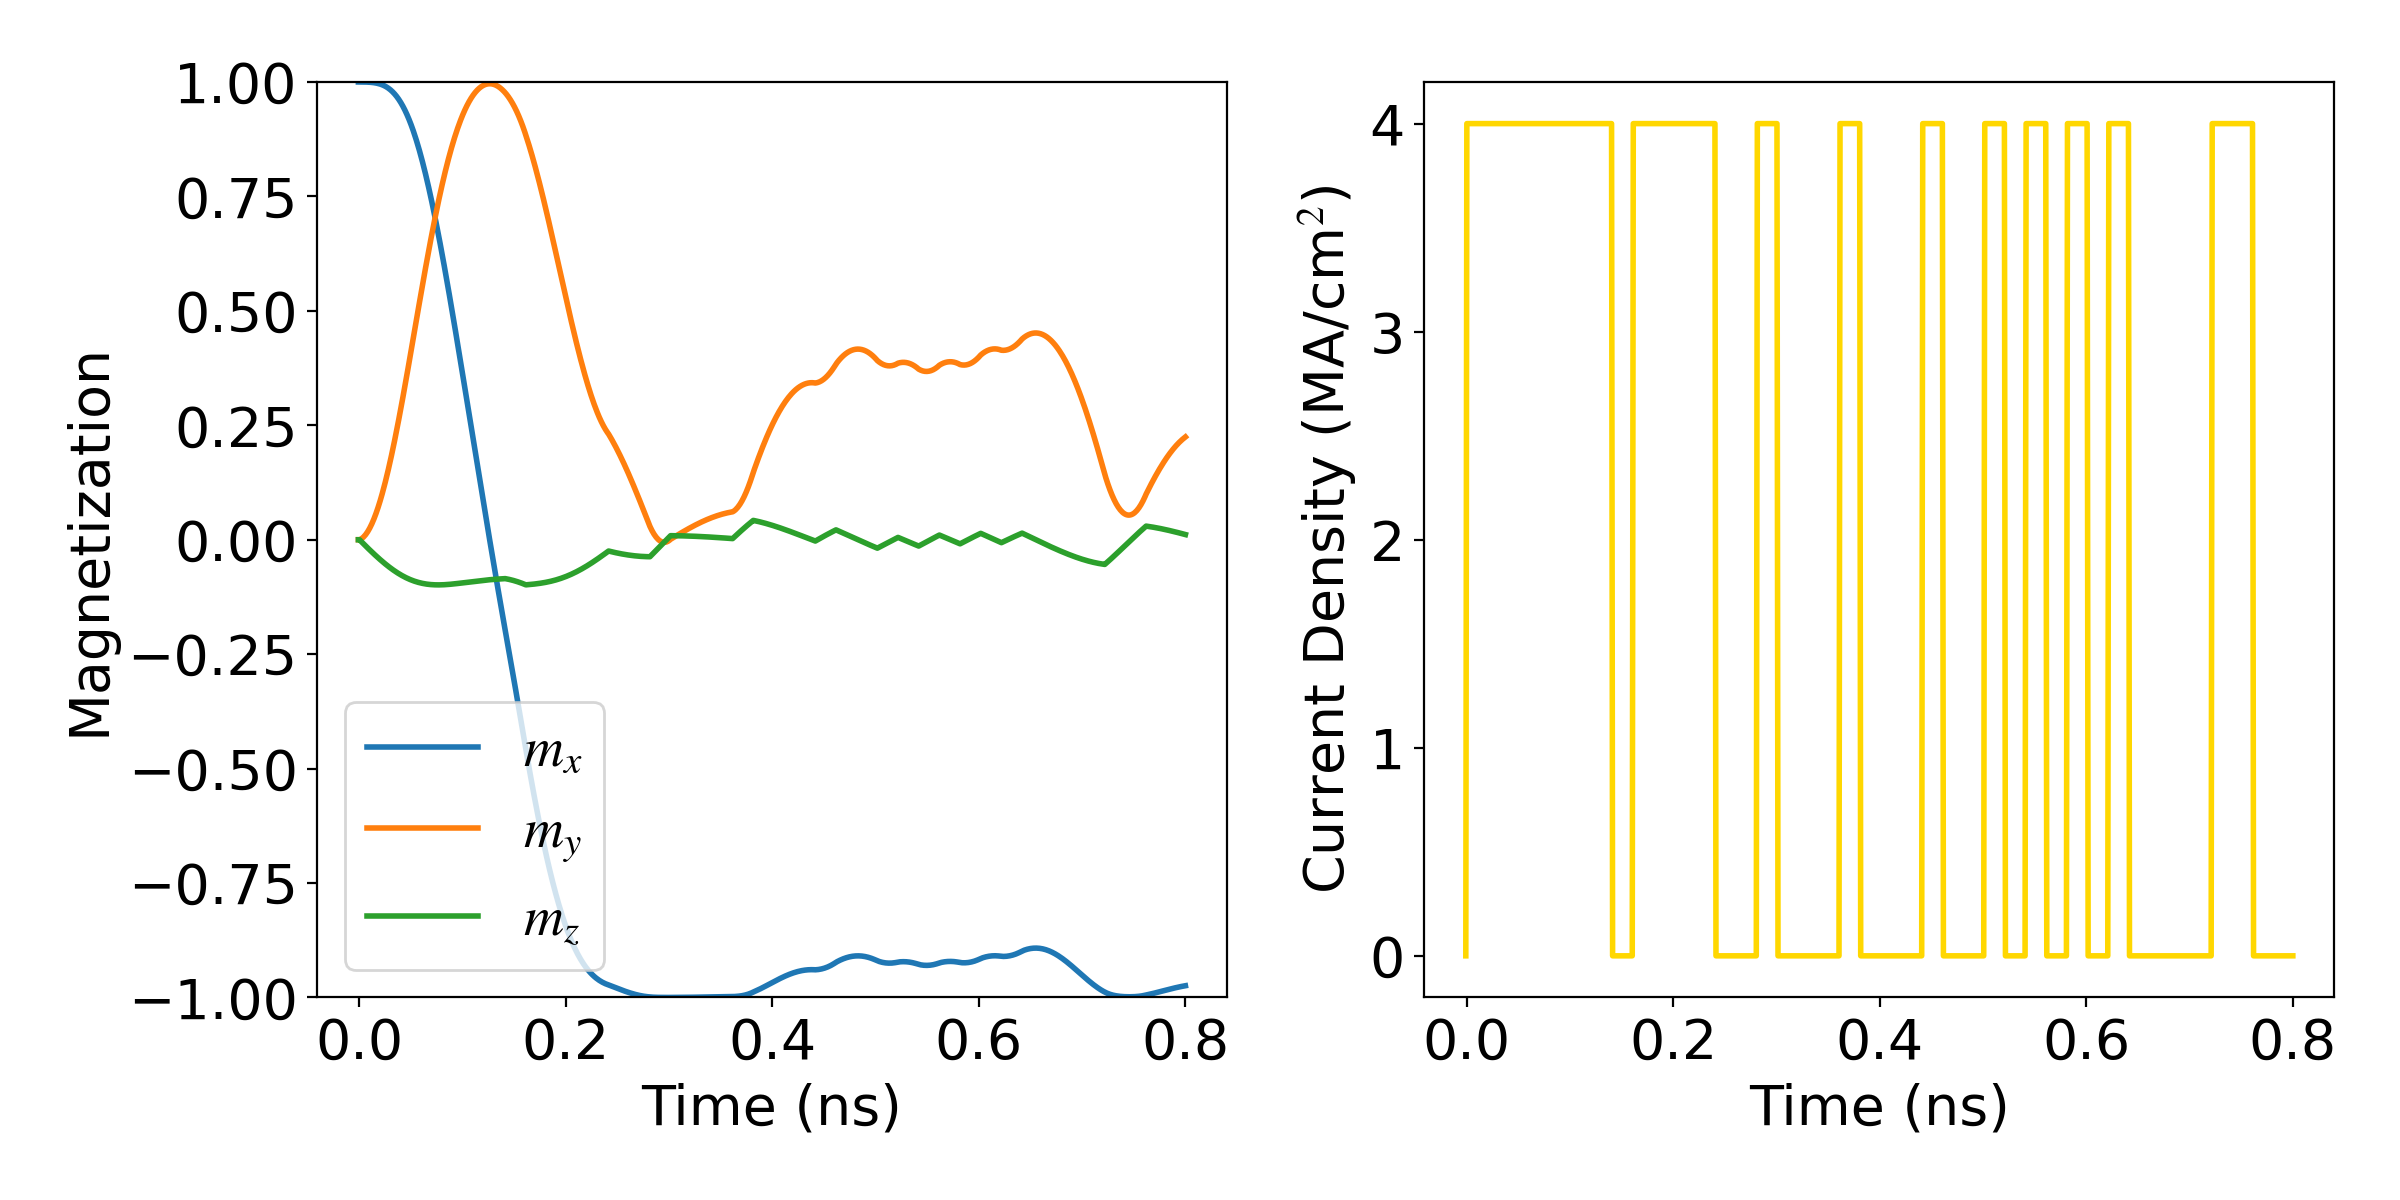 1.00
0.75
0.50
0.25
0.00
−0.25
−0.50
−0.75
−1.00
Magnetization
m_x
m_y
m_z
0.0 0.2 0.4 0.6 0.8
Time (ns)
4
3
2
1
0
Current Density (MA/cm²)
0.0 0.2 0.4 0.6 0.8
Time (ns)